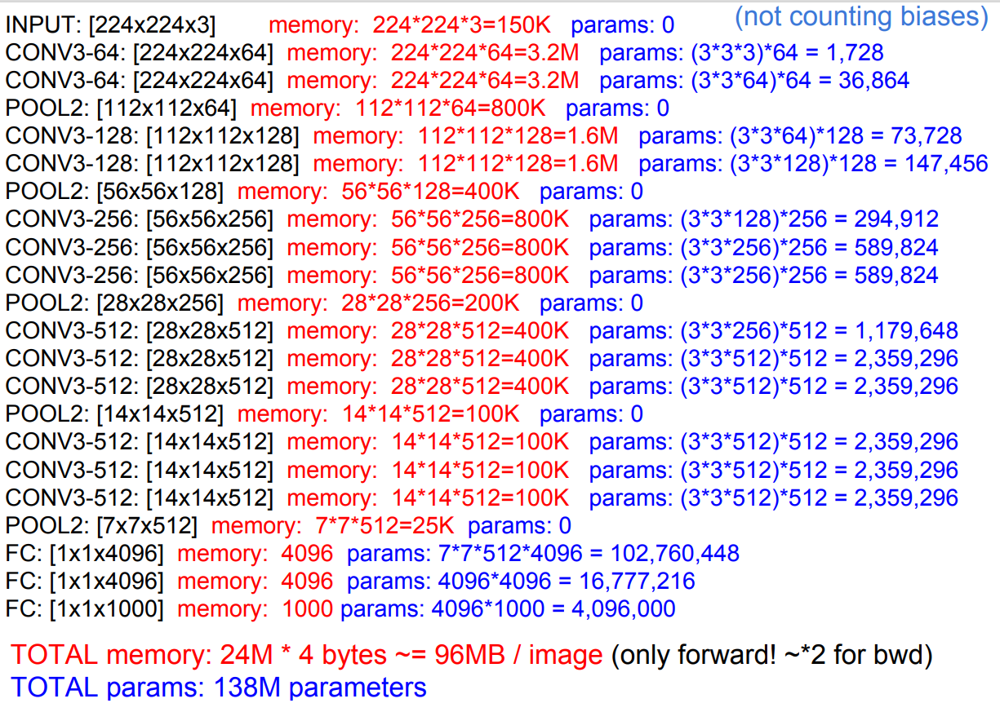 (not counting biases)
INPUT: [224x224x3] memory: 224*224*3=150K params: 0
CONV3-64: [224x224x64] memory: 224*224*64=3.2M params: (3*3*3)*64 = 1,728
CONV3-64: [224x224x64] memory: 224*224*64=3.2M params: (3*3*64)*64 = 36,864
POOL2: [112x112x64] memory: 112*112*64=800K params: 0
CONV3-128: [112x112x128] memory: 112*112*128=1.6M params: (3*3*64)*128 = 73,728
CONV3-128: [112x112x128] memory: 112*112*128=1.6M params: (3*3*128)*128 = 147,456
POOL2: [56x56x128] memory: 56*56*128=400K params: 0
CONV3-256: [56x56x256] memory: 56*56*256=800K params: (3*3*128)*256 = 294,912
CONV3-256: [56x56x256] memory: 56*56*256=800K params: (3*3*256)*256 = 589,824
CONV3-256: [56x56x256] memory: 56*56*256=800K params: (3*3*256)*256 = 589,824
POOL2: [28x28x256] memory: 28*28*256=200K params: 0
CONV3-512: [28x28x512] memory: 28*28*512=400K params: (3*3*256)*512 = 1,179,648
CONV3-512: [28x28x512] memory: 28*28*512=400K params: (3*3*512)*512 = 2,359,296
CONV3-512: [28x28x512] memory: 28*28*512=400K params: (3*3*512)*512 = 2,359,296
POOL2: [14x14x512] memory: 14*14*512=100K params: 0
CONV3-512: [14x14x512] memory: 14*14*512=100K params: (3*3*512)*512 = 2,359,296
CONV3-512: [14x14x512] memory: 14*14*512=100K params: (3*3*512)*512 = 2,359,296
CONV3-512: [14x14x512] memory: 14*14*512=100K params: (3*3*512)*512 = 2,359,296
POOL2: [7x7x512] memory: 7*7*512=25K params: 0
FC: [1x1x4096] memory: 4096 params: 7*7*512*4096 = 102,760,448
FC: [1x1x4096] memory: 4096 params: 4096*4096 = 16,777,216
FC: [1x1x1000] memory: 1000 params: 4096*1000 = 4,096,000
TOTAL memory: 24M * 4 bytes ~= 96MB / image (only forward! ~*2 for bwd)
TOTAL params: 138M parameters